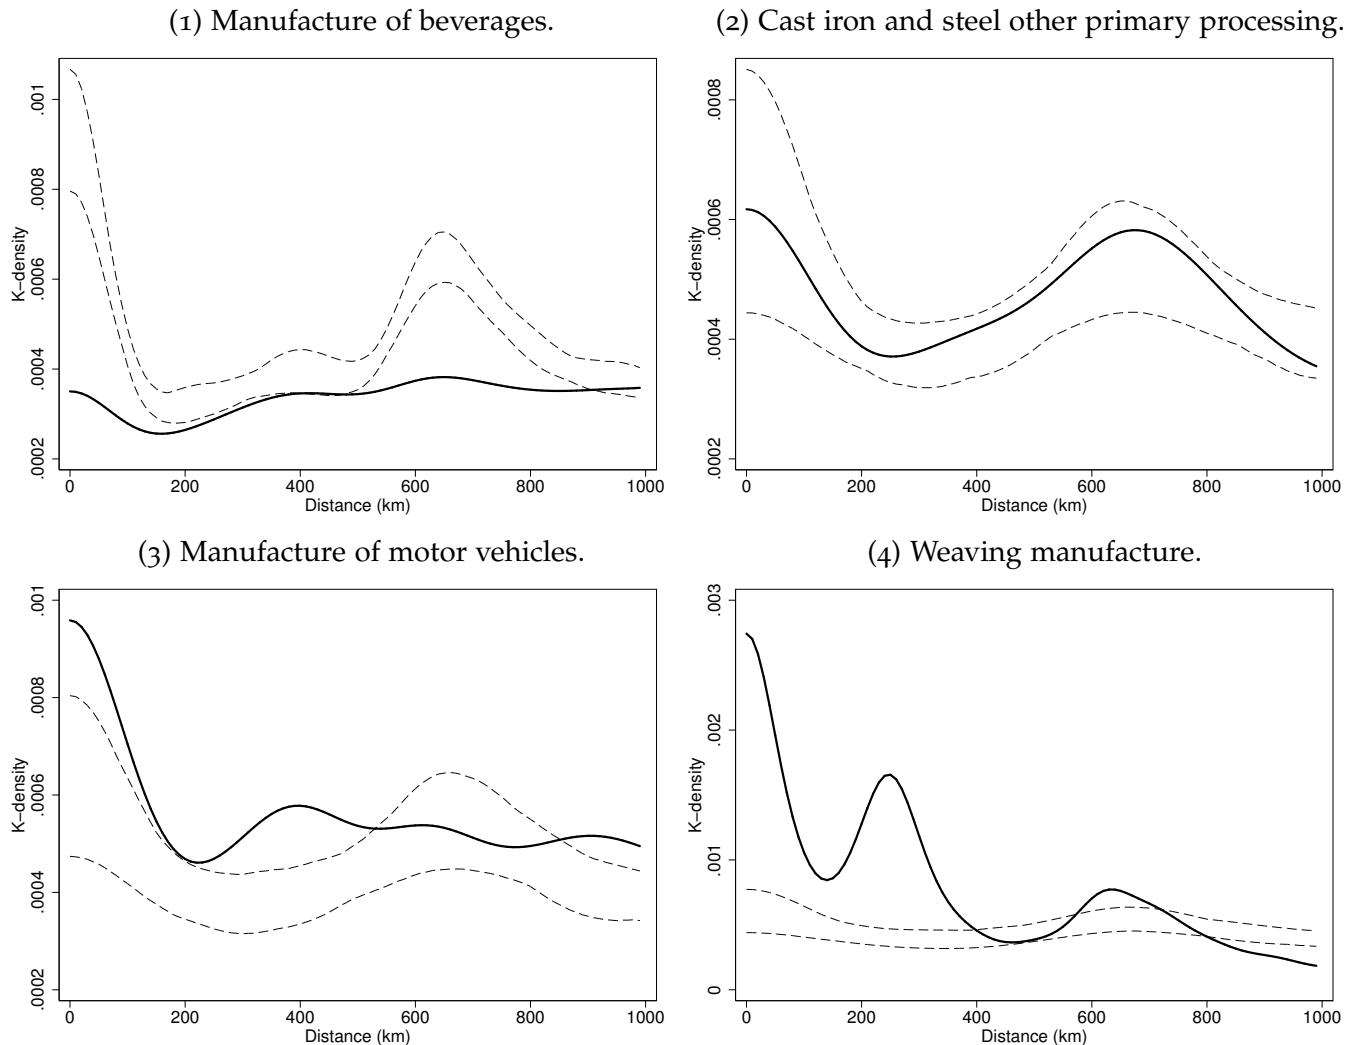 (1) Manufacture of beverages.
K−density
.0002 .0004 .0006 .0008 .001
0 200 400 600 800 1000
Distance (km)
(2) Cast iron and steel other primary processing.
K−density
.0002 .0004 .0006 .0008
0 200 400 600 800 1000
Distance (km)
(3) Manufacture of motor vehicles.
K−density
.0002 .0004 .0006 .0008 .001
0 200 400 600 800 1000
Distance (km)
(4) Weaving manufacture.
K−density
0 .001 .002 .003
0 200 400 600 800 1000
Distance (km)